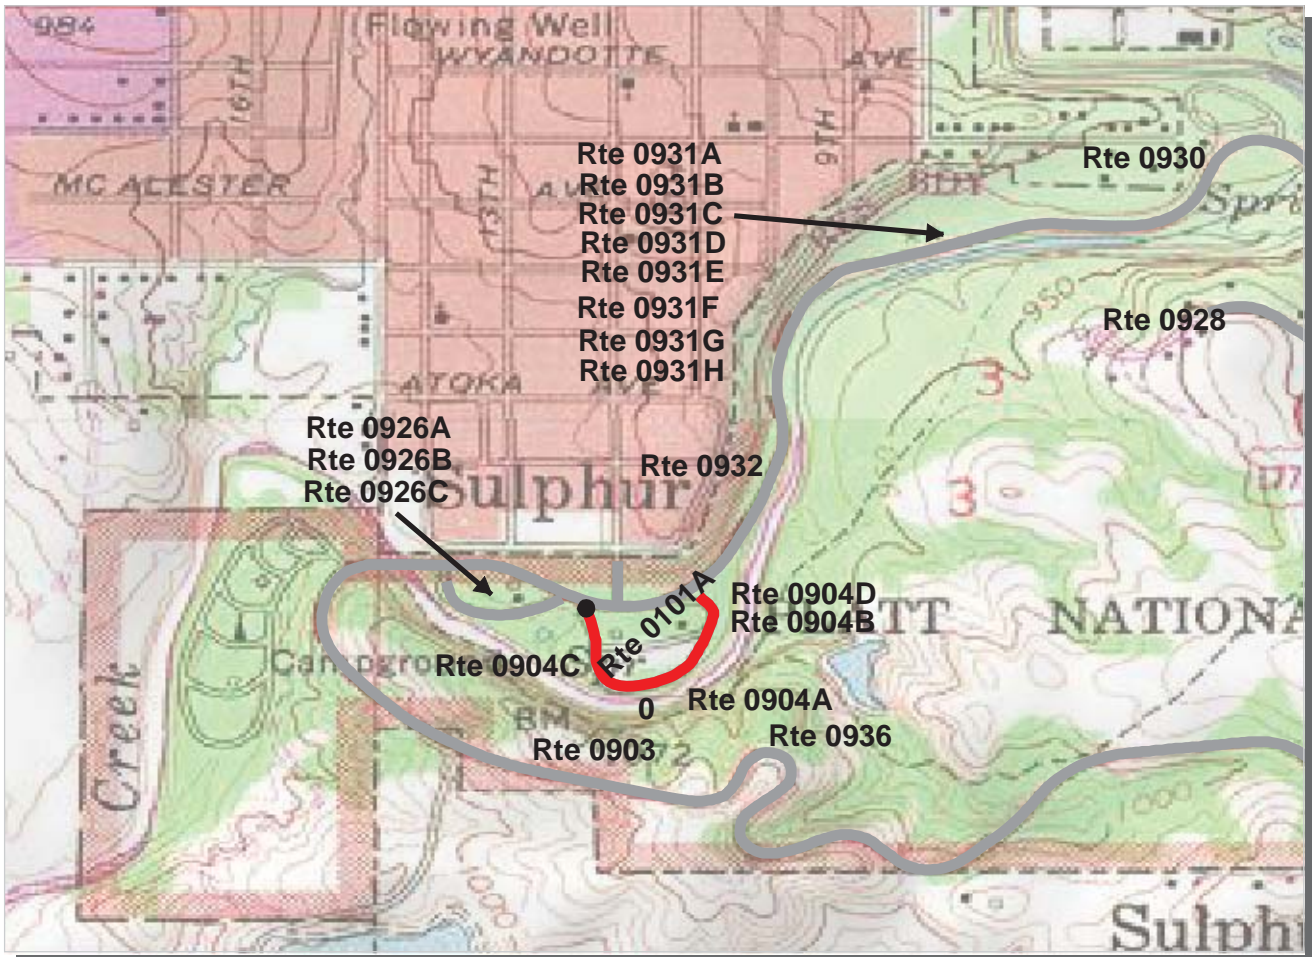 984
(Flowing Well
WYANDOTTE
AVE
16TH
9TH
Rte 0931A
Rte 0930
MC ALESTER
13TH
AVE
Rte 0931B
Rte 0931C
Rte 0931D
Rte 0931E
Rte 0931F
Rte 0931G
Rte 0931H
950
Rte 0928
3
ATOKA
AVE
Rte 0926A
Rte 0926B
Rte 0926C
Rte 0932
Sulphur
3
Rte 0101A
Rte 0904D
Rte 0904B
TT
NATIONA
Rte 0904C
Rte 0904A
0
BM
Rte 0903
72
Rte 0936
Creek
1000
Sulph